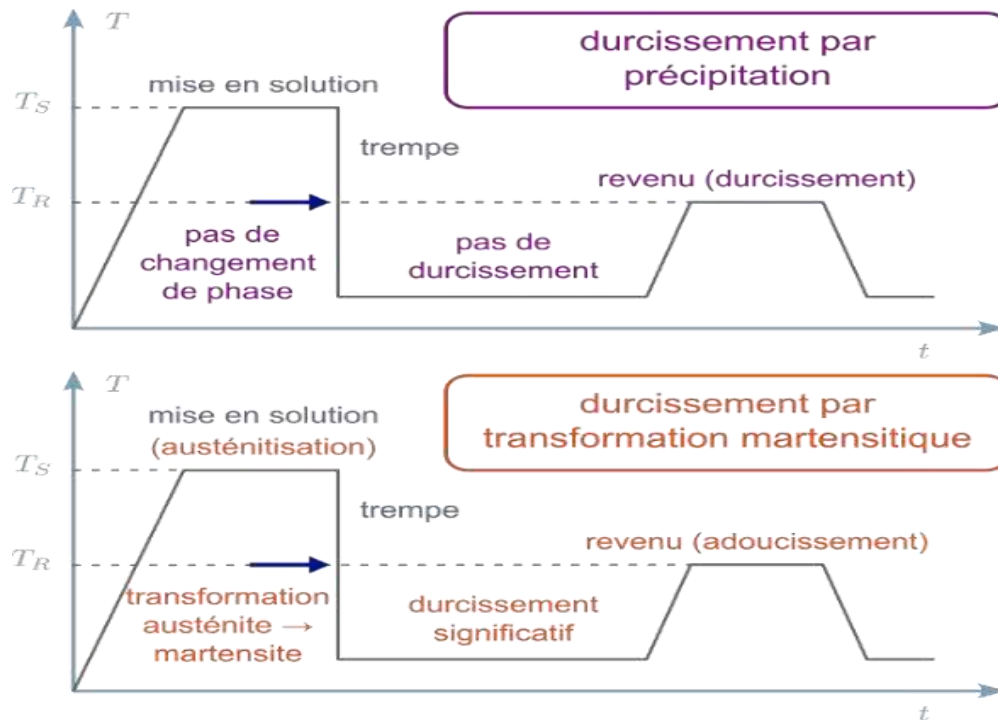 T
durcissement par
précipitation
mise en solution
T_S
trempe
T_R
revenu (durcissement)
pas de
changement
de phase
pas de
durcissement
t
T
durcissement par
transformation martensitique
mise en solution
(austénitisation)
T_S
trempe
revenu (adoucissement)
T_R
transformation
austénite →
martensite
durcissement
significatif
t